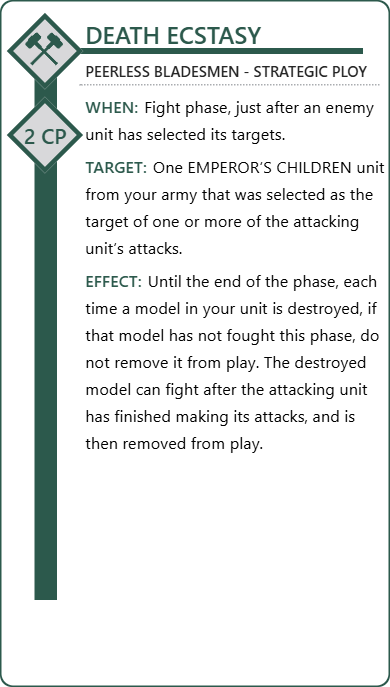 DEATH ECSTASY
PEERLESS BLADESMEN - STRATEGIC PLOY
2 CP
WHEN: Fight phase, just after an enemy
unit has selected its targets.
TARGET: One EMPEROR’S CHILDREN unit
from your army that was selected as the
target of one or more of the attacking
unit’s attacks.
EFFECT: Until the end of the phase, each
time a model in your unit is destroyed, if
that model has not fought this phase, do
not remove it from play. The destroyed
model can fight after the attacking unit
has finished making its attacks, and is
then removed from play.